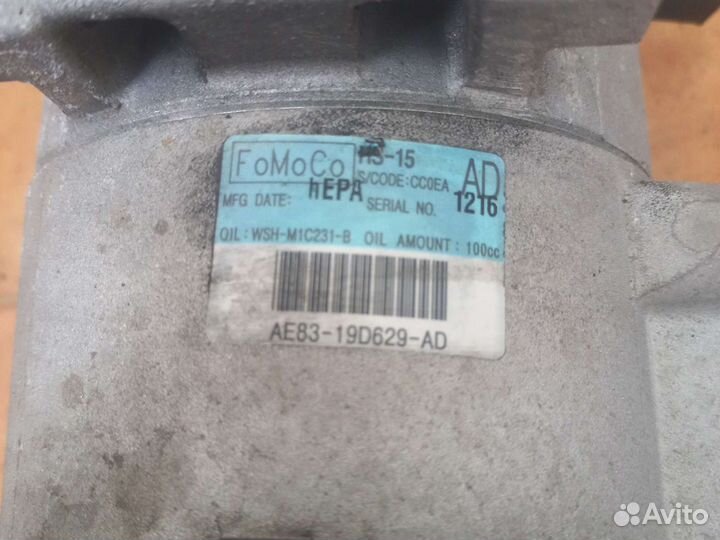 FoMoCo HS-15
S/CODE:CC0EA AD
MFG DATE: hEPA SERIAL NO. 1216
OIL:WSH-M1C231-B OIL AMOUNT:100cc
AE83-19D629-AD
Avito